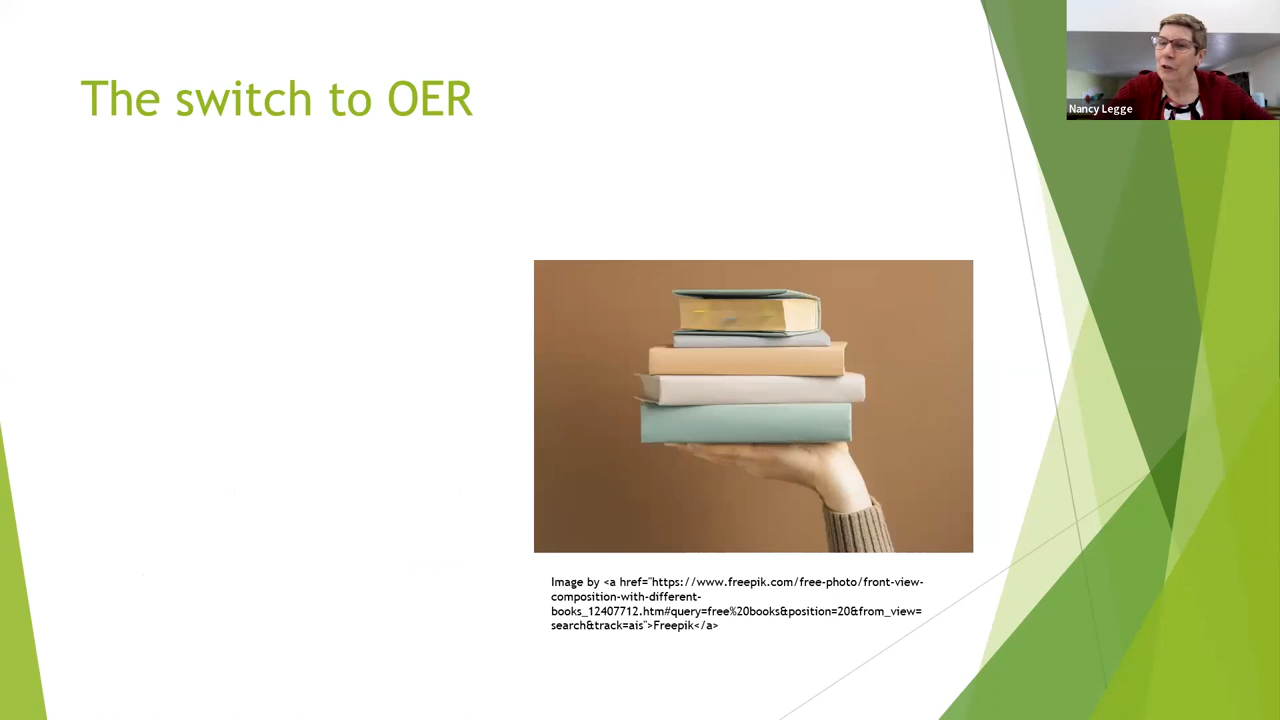 The switch to OER
Nancy Legge
Image by <a href="https://www.freepik.com/free-photo/front-view-
composition-with-different-
books_12407712.htm#query=free%20books&position=20&from_view=
search&track=ais">Freepik</a>